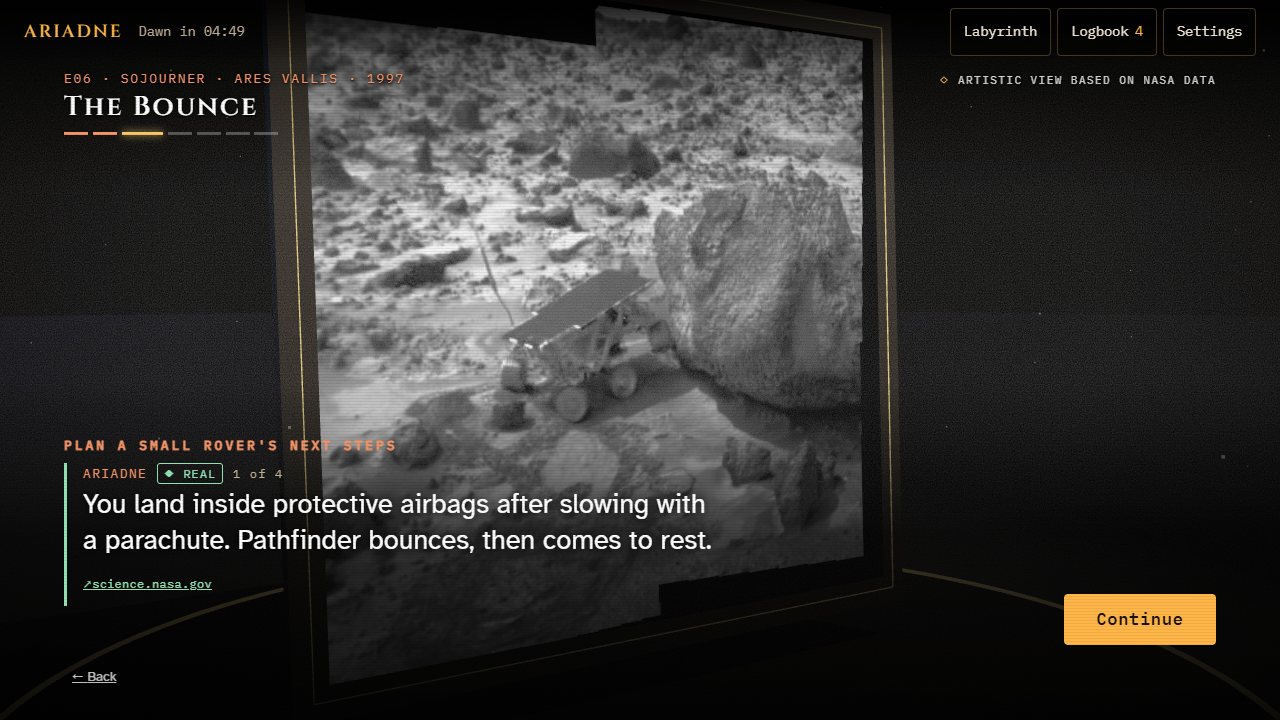 ARIADNE Dawn in 04:49 Labyrinth Logbook 4 Settings
E06 · SOJOURNER · ARES VALLIS · 1997
◇ ARTISTIC VIEW BASED ON NASA DATA
The Bounce
PLAN A SMALL ROVER'S NEXT STEPS
ARIADNE ◆ REAL 1 of 4
You land inside protective airbags after slowing with
a parachute. Pathfinder bounces, then comes to rest.
↗science.nasa.gov
Continue
← Back